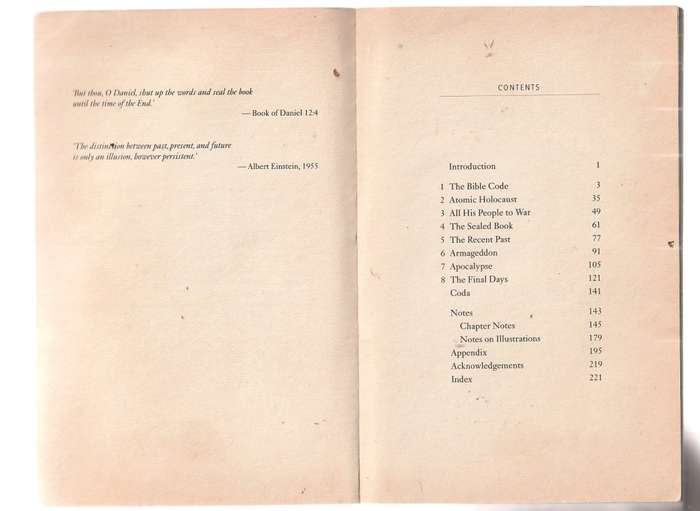 'But thou, O Daniel, shut up the words and seal the book
until the time of the End.'
— Book of Daniel 12:4
'The distinction between past, present, and future
is only an illusion, however persistent.'
— Albert Einstein, 1955
CONTENTS
Introduction 1
1 The Bible Code 3
2 Atomic Holocaust 35
3 All His People to War 49
4 The Sealed Book 61
5 The Recent Past 77
6 Armageddon 91
7 Apocalypse 105
8 The Final Days 121
Coda 141
Notes 143
Chapter Notes 145
Notes on Illustrations 179
Appendix 195
Acknowledgements 219
Index 221